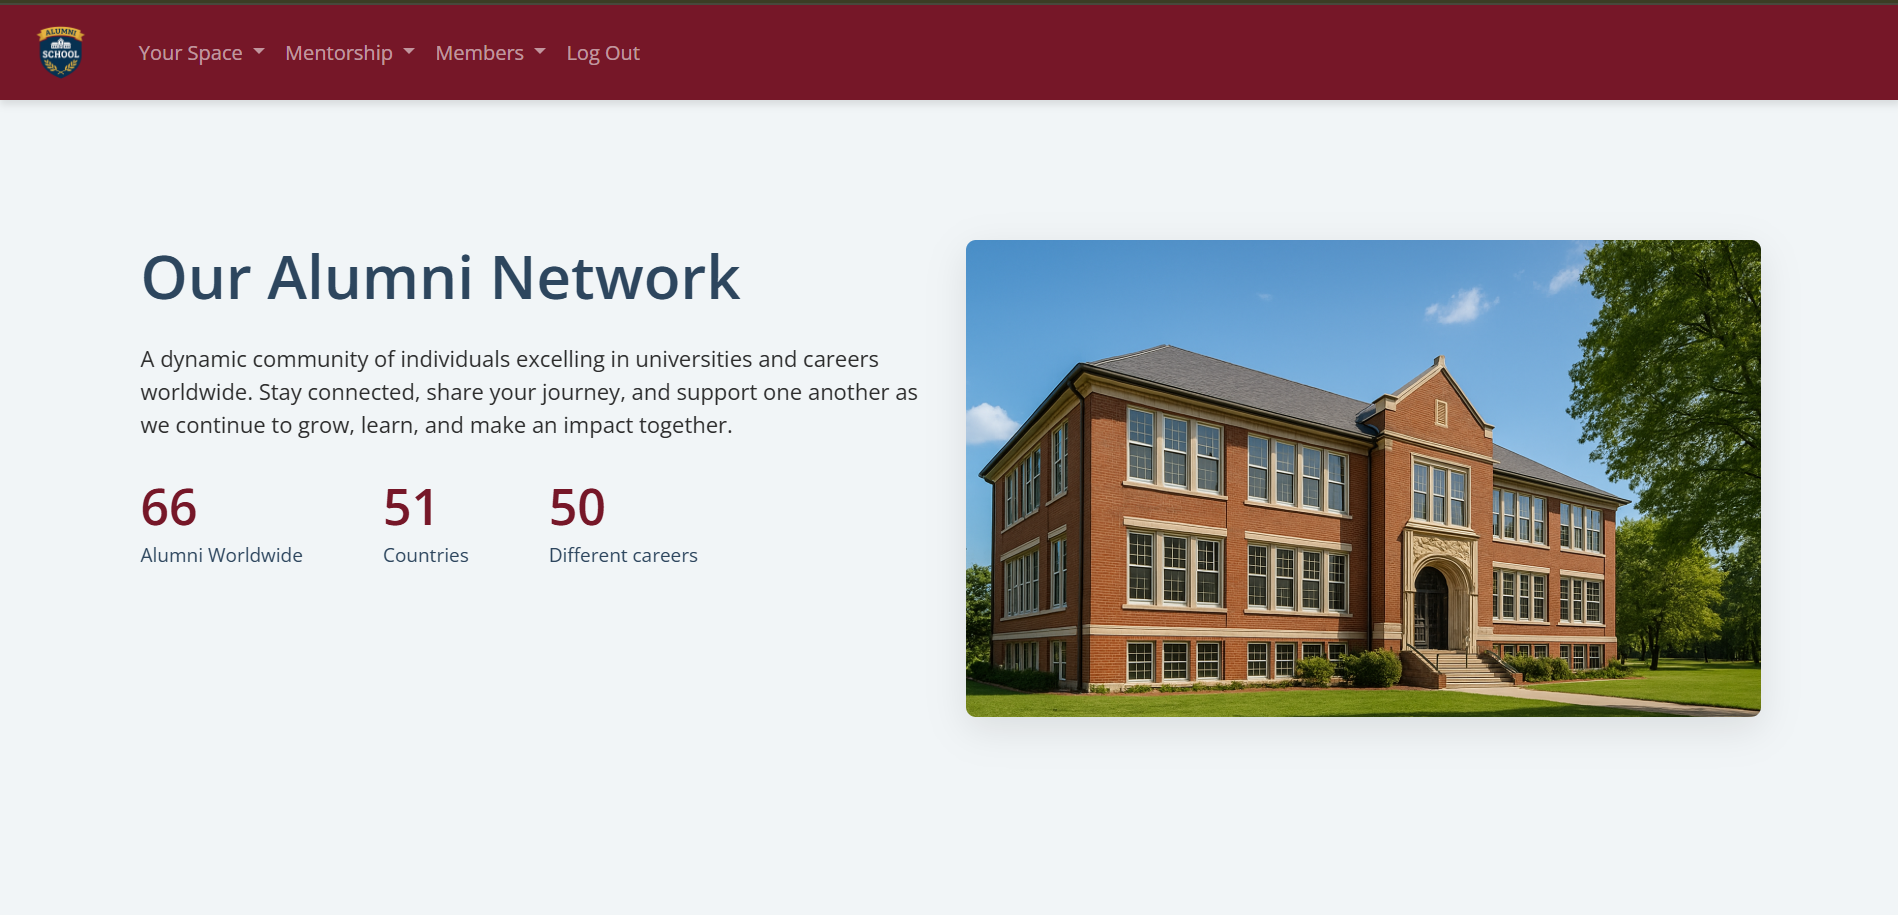 ALUMNI
SCHOOL
Your Space
Mentorship
Members
Log Out
Our Alumni Network
A dynamic community of individuals excelling in universities and careers
worldwide. Stay connected, share your journey, and support one another as
we continue to grow, learn, and make an impact together.
66
Alumni Worldwide
51
Countries
50
Different careers